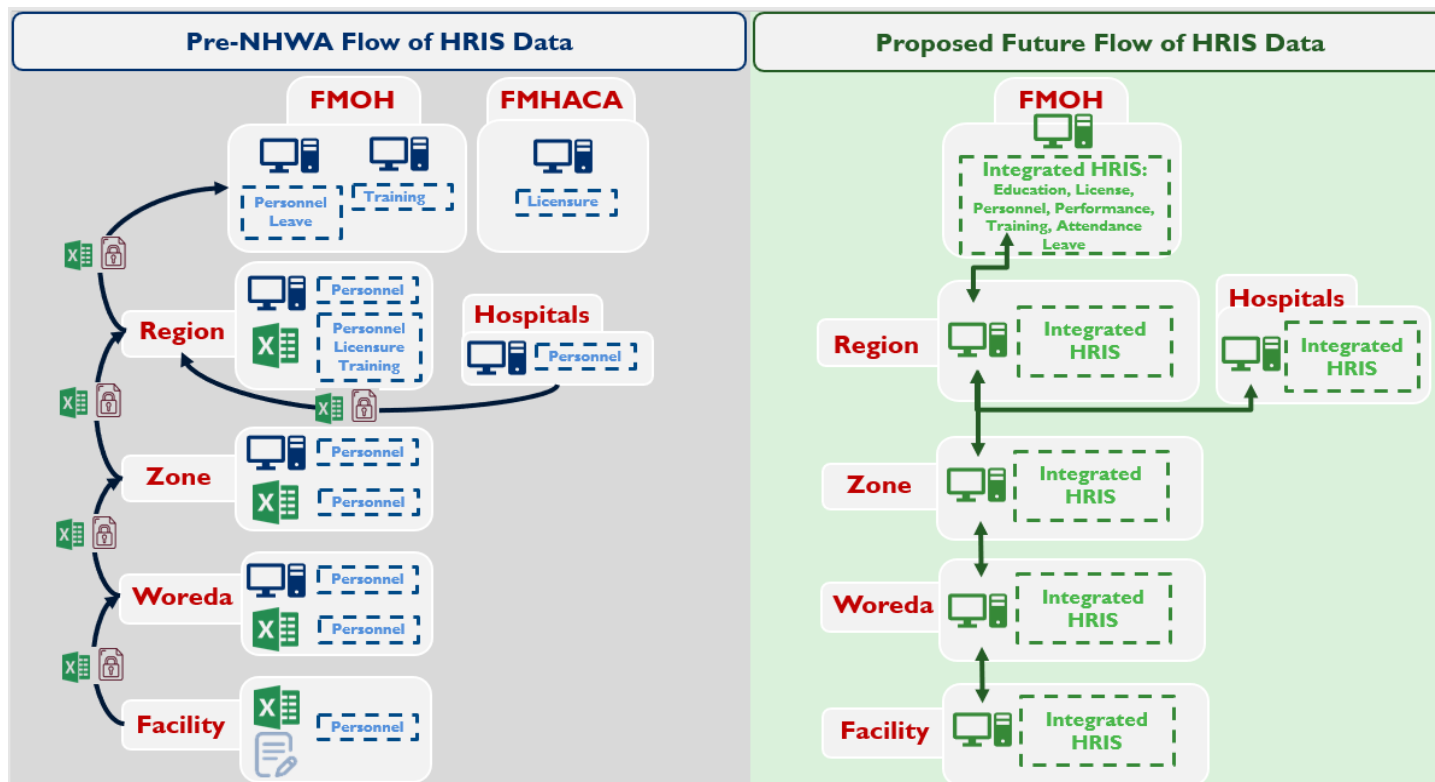 Pre-NHWA Flow of HRIS Data
FMOH
FMHACA
Personnel
Leave
Training
Licensure
Region
Personnel
Personnel
Licensure
Training
Hospitals
Personnel
Zone
Personnel
Personnel
Woreda
Personnel
Personnel
Facility
Personnel
Proposed Future Flow of HRIS Data
FMOH
Integrated HRIS:
Education, License,
Personnel, Performance,
Training, Attendance
Leave
Region
Integrated
HRIS
Hospitals
Integrated
HRIS
Zone
Integrated
HRIS
Woreda
Integrated
HRIS
Facility
Integrated
HRIS